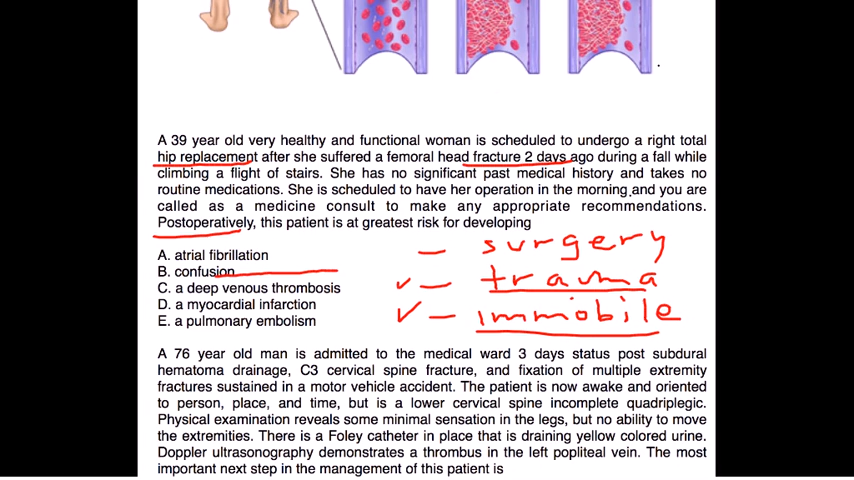 A 39 year old very healthy and functional woman is scheduled to undergo a right total
hip replacement after she suffered a femoral head fracture 2 days ago during a fall while
climbing a flight of stairs. She has no significant past medical history and takes no
routine medications. She is scheduled to have her operation in the morning and you are
called as a medicine consult to make any appropriate recommendations.
Postoperatively, this patient is at greatest risk for developing
A. atrial fibrillation
B. confusion
C. a deep venous thrombosis
D. a myocardial infarction
E. a pulmonary embolism
– surgery
✓ – trauma
✓ – immobile
A 76 year old man is admitted to the medical ward 3 days status post subdural
hematoma drainage, C3 cervical spine fracture, and fixation of multiple extremity
fractures sustained in a motor vehicle accident. The patient is now awake and oriented
to person, place, and time, but is a lower cervical spine incomplete quadriplegic.
Physical examination reveals some minimal sensation in the legs, but no ability to move
the extremities. There is a Foley catheter in place that is draining yellow colored urine.
Doppler ultrasonography demonstrates a thrombus in the left popliteal vein. The most
important next step in the management of this patient is